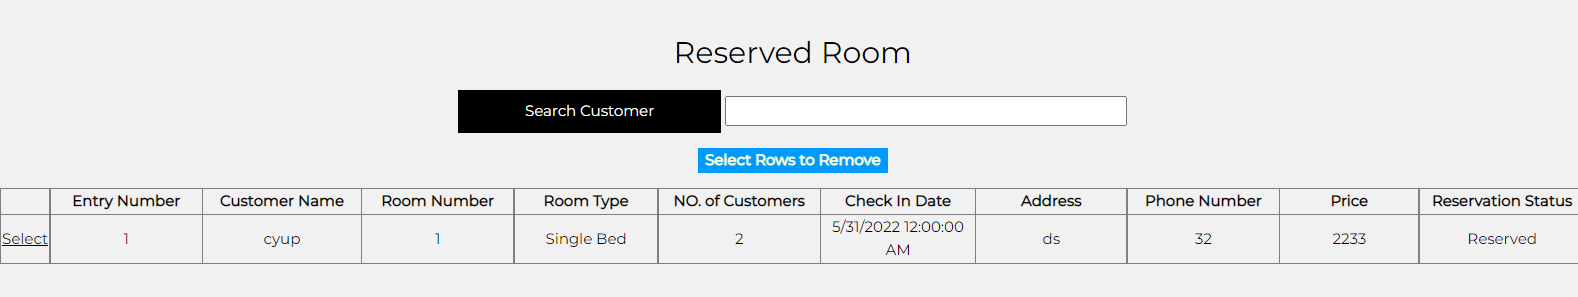 Reserved Room
Search Customer
Select Rows to Remove
Entry Number Customer Name Room Number Room Type NO. of Customers Check In Date Address Phone Number Price Reservation Status
Select 1 cyup 1 Single Bed 2 5/31/2022 12:00:00 AM ds 32 2233 Reserved